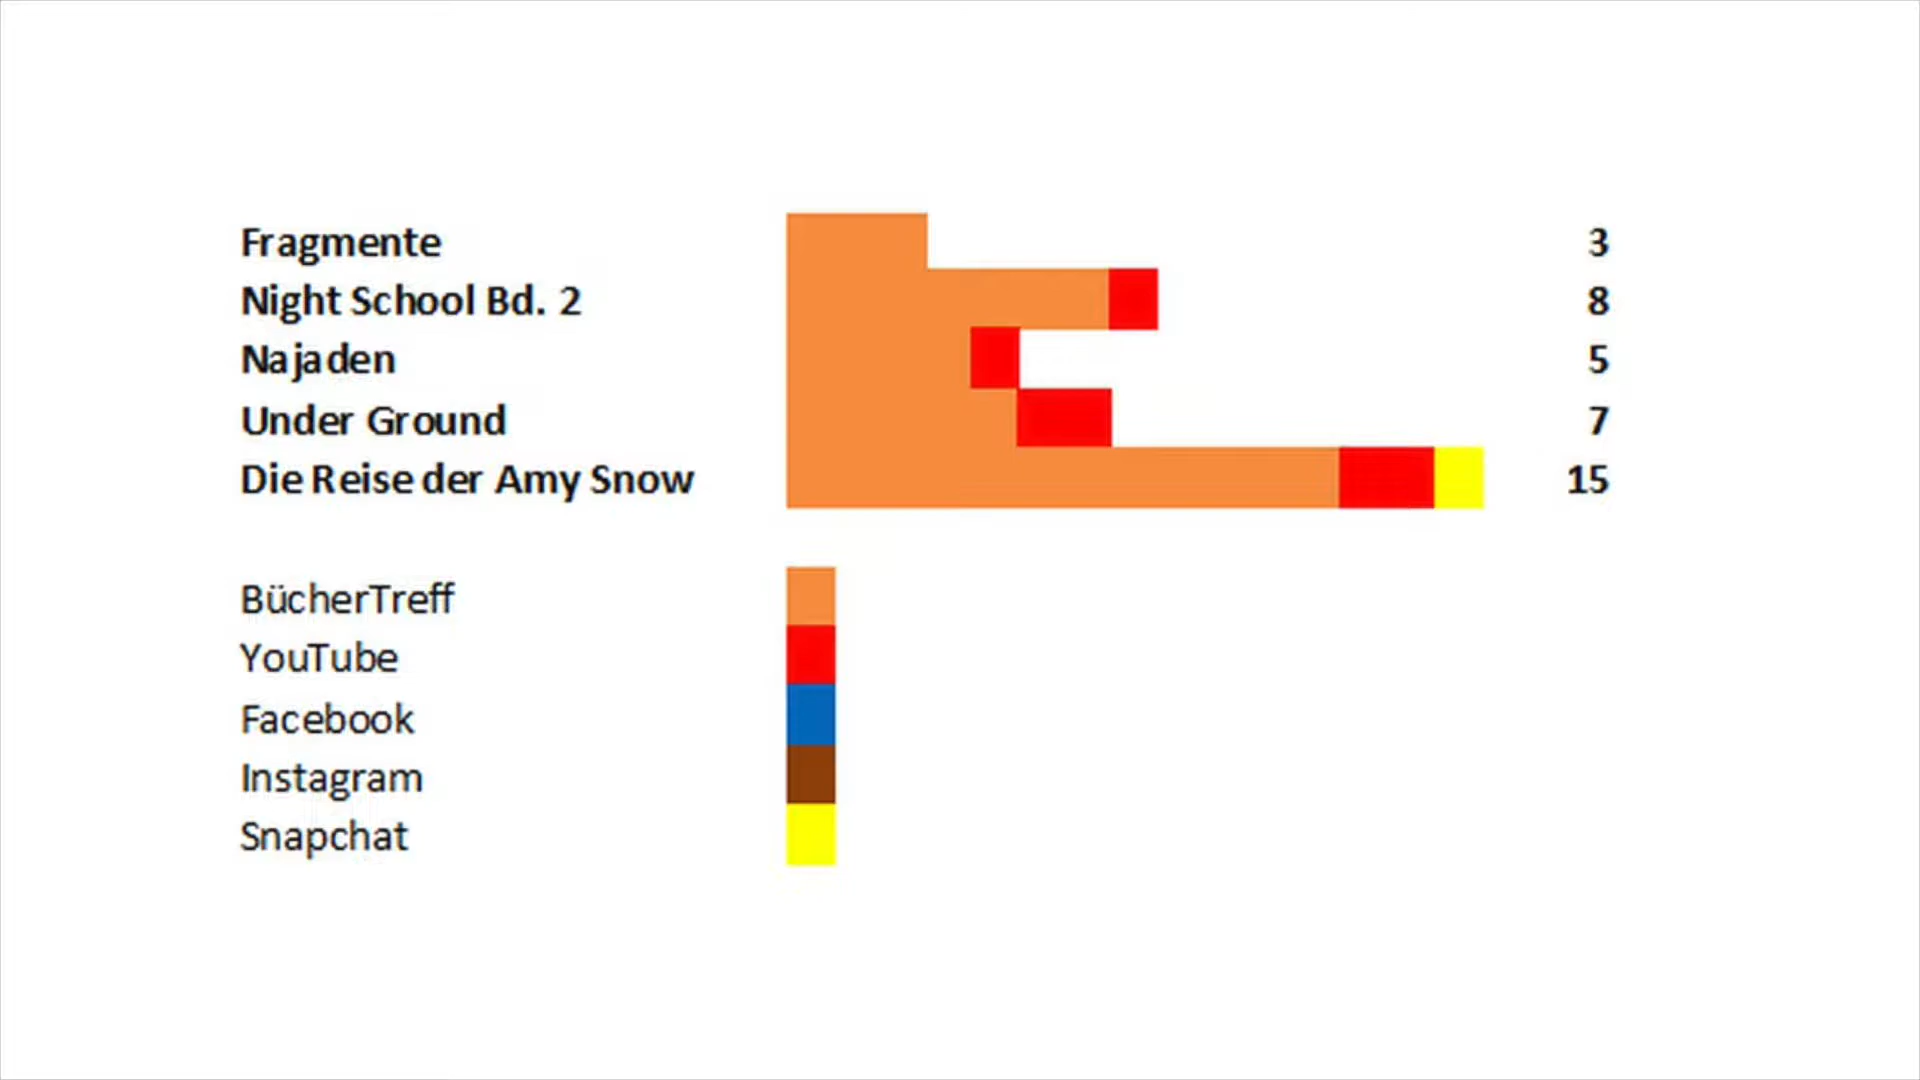 Fragmente 3
Night School Bd. 2 8
Najaden 5
Under Ground 7
Die Reise der Amy Snow 15
BücherTreff
YouTube
Facebook
Instagram
Snapchat